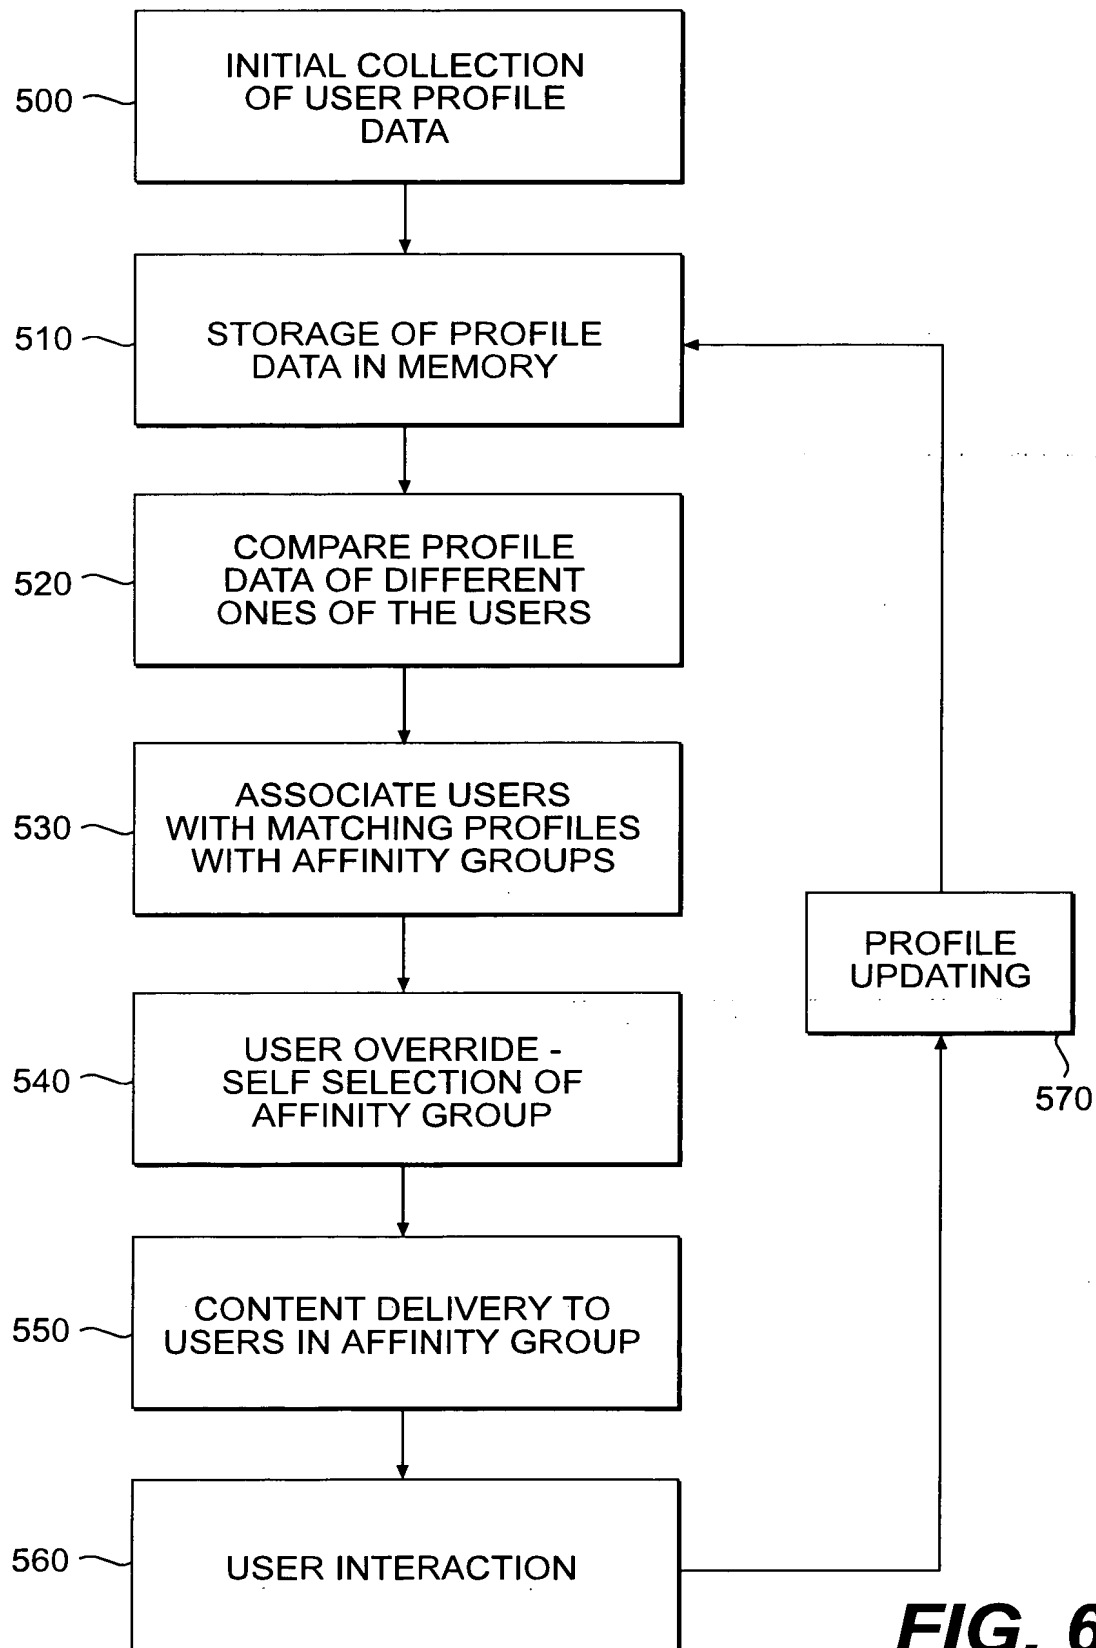 500
INITIAL COLLECTION
OF USER PROFILE
DATA
510
STORAGE OF PROFILE
DATA IN MEMORY
520
COMPARE PROFILE
DATA OF DIFFERENT
ONES OF THE USERS
530
ASSOCIATE USERS
WITH MATCHING PROFILES
WITH AFFINITY GROUPS
PROFILE
UPDATING
570
540
USER OVERRIDE -
SELF SELECTION OF
AFFINITY GROUP
550
CONTENT DELIVERY TO
USERS IN AFFINITY GROUP
560
USER INTERACTION
FIG. 6